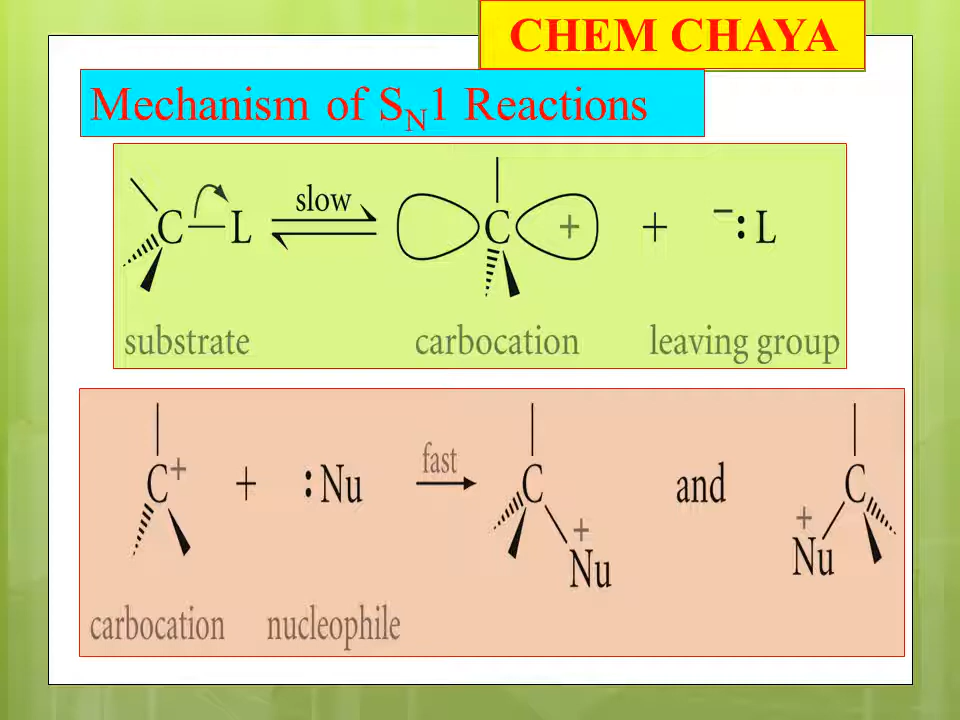 CHEM CHAYA
Mechanism of SN1 Reactions
C L slow C + + − : L
substrate carbocation leaving group
C+ + : Nu fast C and C
+ Nu + Nu
carbocation nucleophile